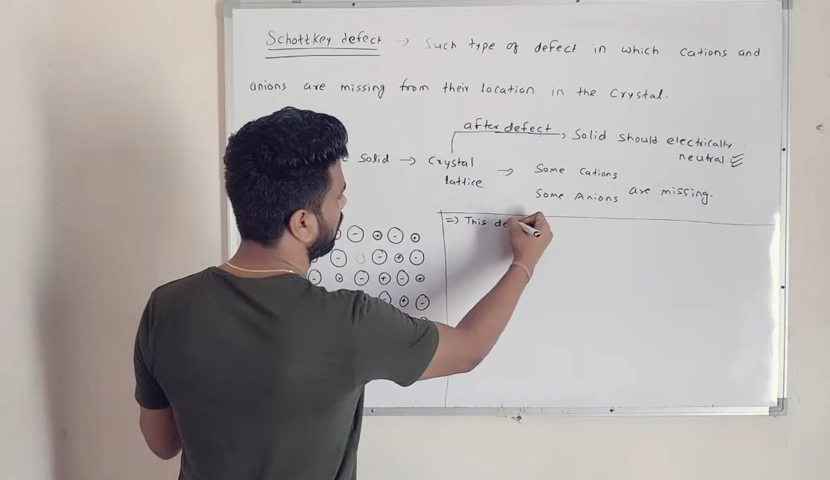 Schottkey defect → Such type of defect in which cations and
anions are missing from their location in the crystal.
after defect, Solid should electrically
neutral
solid → crystal → Some cations
lattice Some Anions are missing.
=> This de